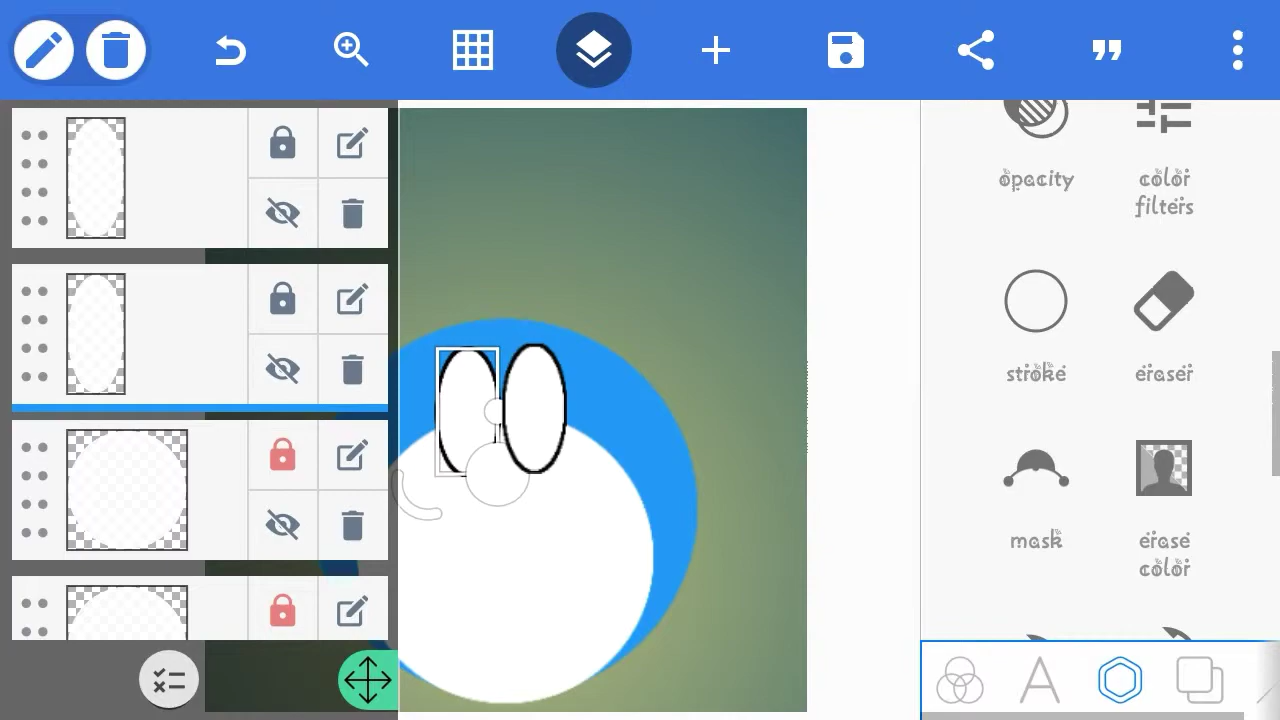 opacity
color
filters
stroke
eraser
mask
erase
color